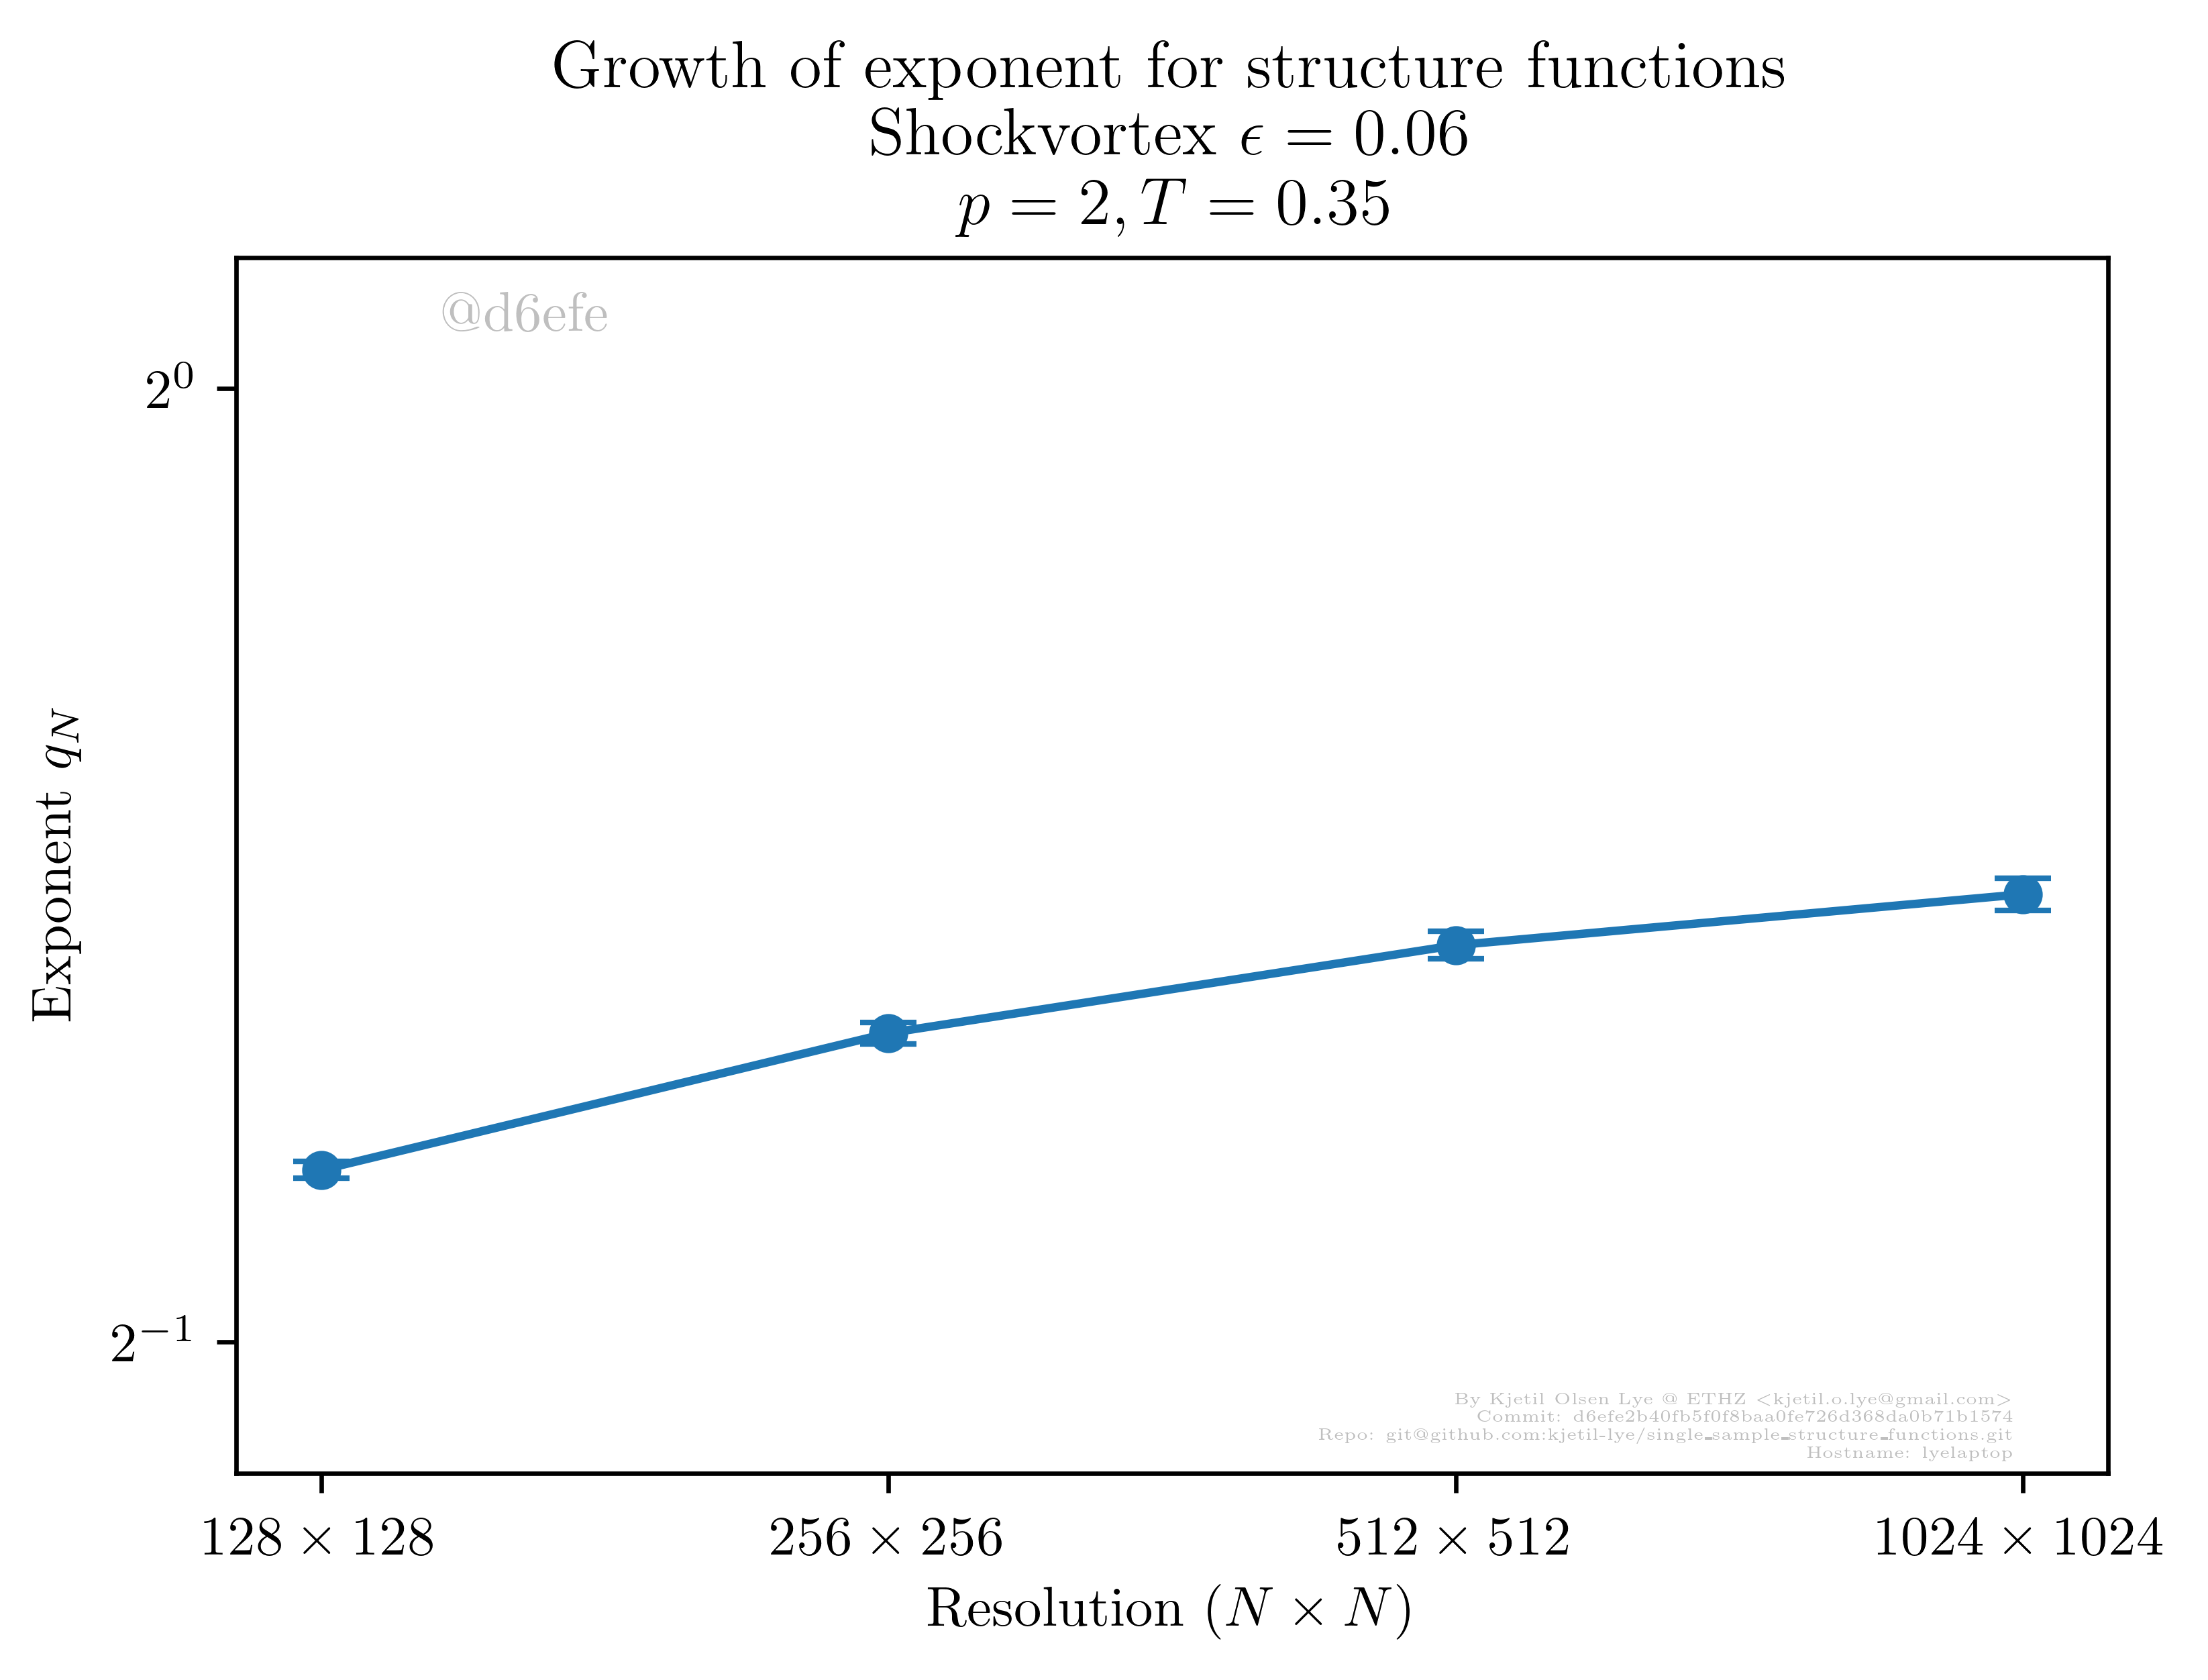 Growth of exponent for structure functions
Shockvortex ϵ = 0.06
p = 2, T = 0.35
@d6efe
2⁰
Exponent q_N
2⁻¹
By Kjetil Olsen Lye @ ETHZ <kjetil.o.lye@gmail.com>
Commit: d6efe2b40fb5f0f8baa0fe726d368da0b71b1574
Repo: git@github.com:kjetil-lye/single_sample_structure_functions.git
Hostname: lyelaptop
128 × 128 256 × 256 512 × 512 1024 × 1024
Resolution (N × N)